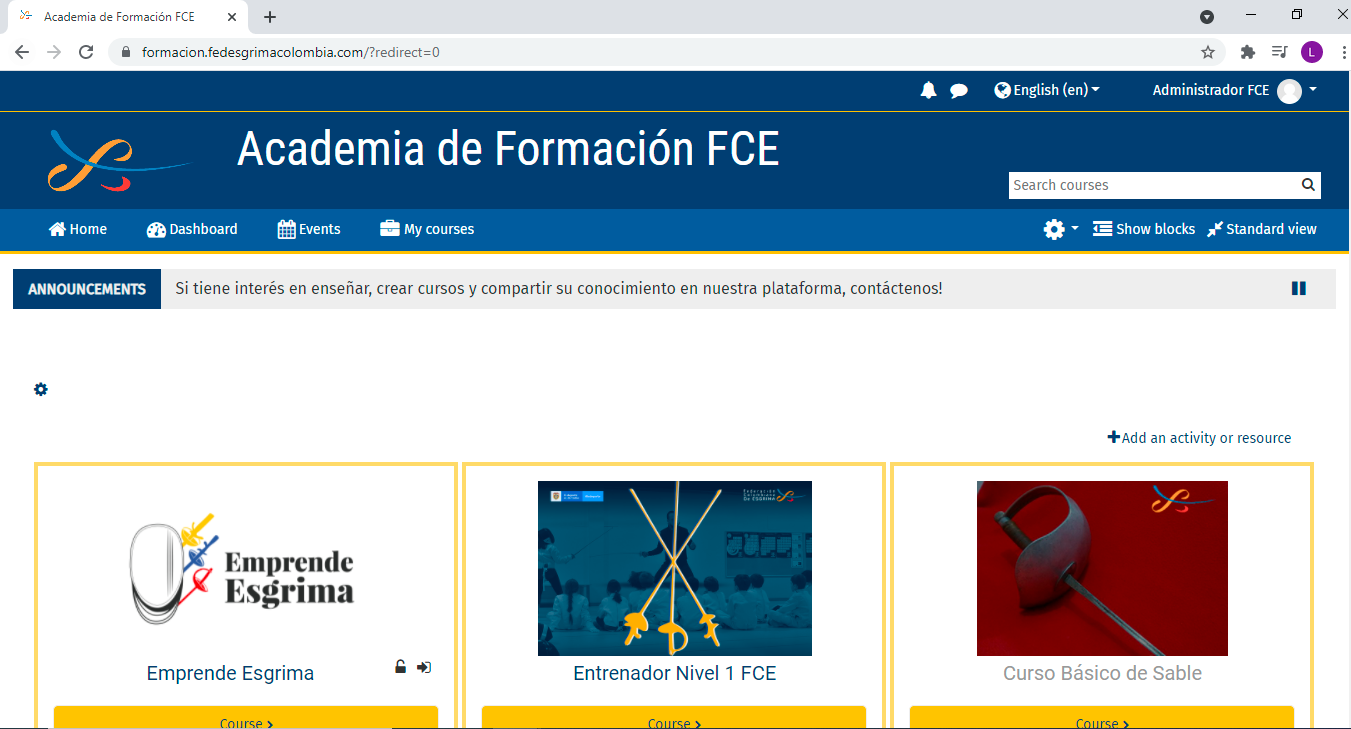 Academia de Formación FCE
formacion.fedesgrimacolombia.com/?redirect=0
L
English (en)
Administrador FCE
Academia de Formación FCE
Search courses
Home
Dashboard
Events
My courses
Show blocks
Standard view
ANNOUNCEMENTS
Si tiene interés en enseñar, crear cursos y compartir su conocimiento en nuestra plataforma, contáctenos!
Add an activity or resource
Emprende
Esgrima
Emprende Esgrima
Entrenador Nivel 1 FCE
Curso Básico de Sable
Course
Course
Course